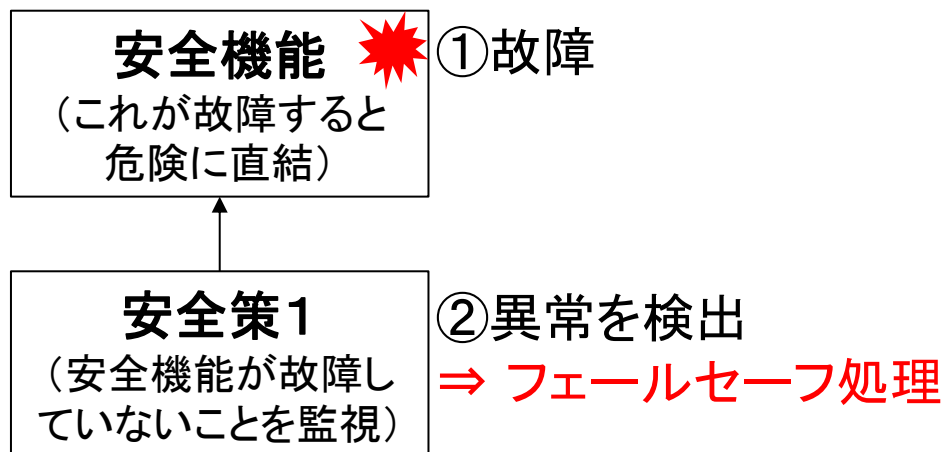 安全機能
（これが故障すると
危険に直結）
①故障
安全策１
（安全機能が故障し
ていないことを監視）
②異常を検出
⇒ フェールセーフ処理